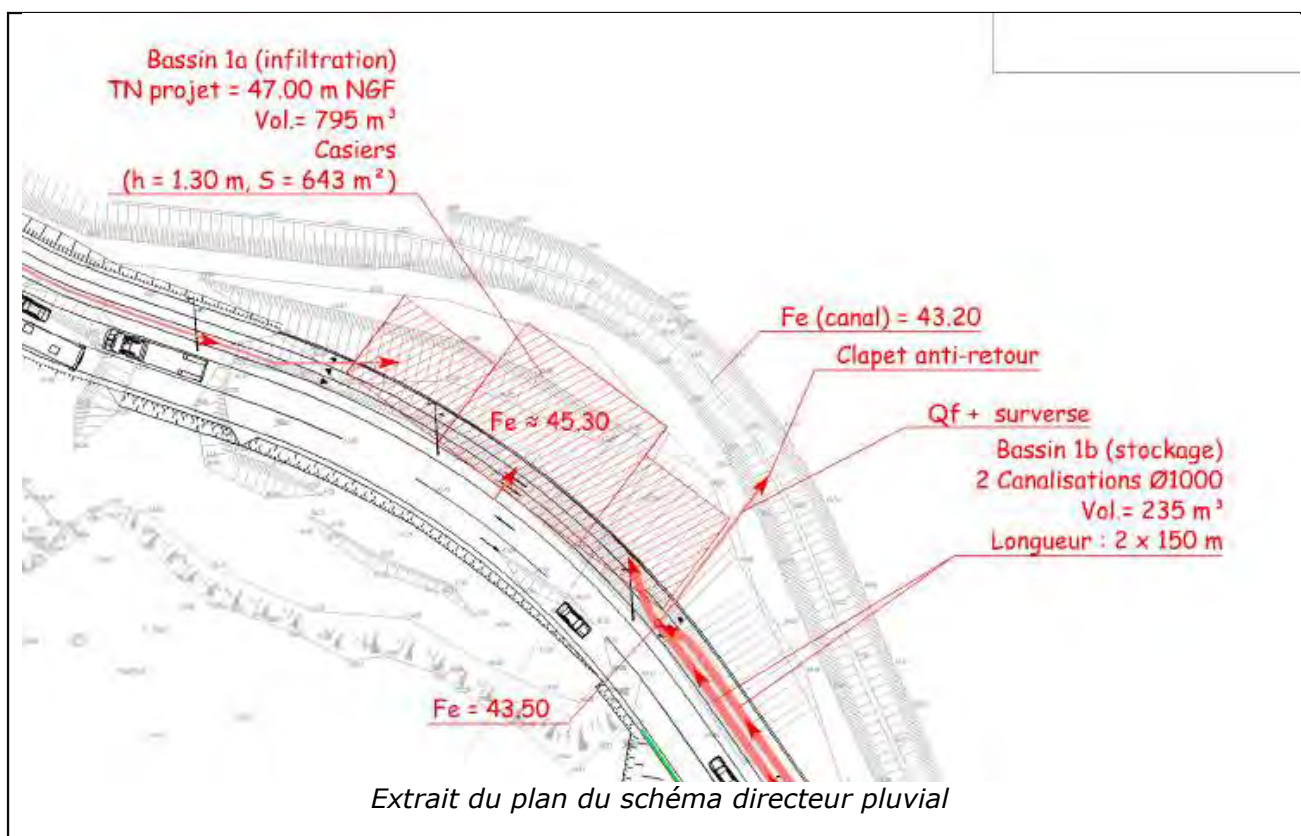 Bassin 1a (infiltration)
TN projet = 47.00 m NGF
Vol.= 795 m³
Casiers
(h = 1.30 m, S = 643 m²)
Fe (canal) = 43.20
Clapet anti-retour
Qf + surverse
Fe ≈ 45.30
Bassin 1b (stockage)
2 Canalisations Ø1000
Vol.= 235 m³
Longueur : 2 x 150 m
Fe = 43.50
Extrait du plan du schéma directeur pluvial